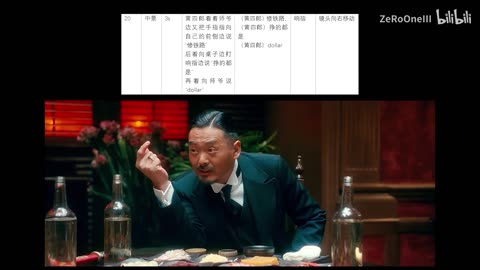 ZeRoOneIII bilibili
20
中景
3s
黄四郎看着师爷
边又把手指指向
自己的前侧边说
"修铁路"
后看向桌子边打
响指边说"挣的都
是"
再看向师爷说
"dollar"
(黄四郎)修铁路,
(黄四郎)挣的都
是
(黄四郎)dollar
响指
镜头向右移动